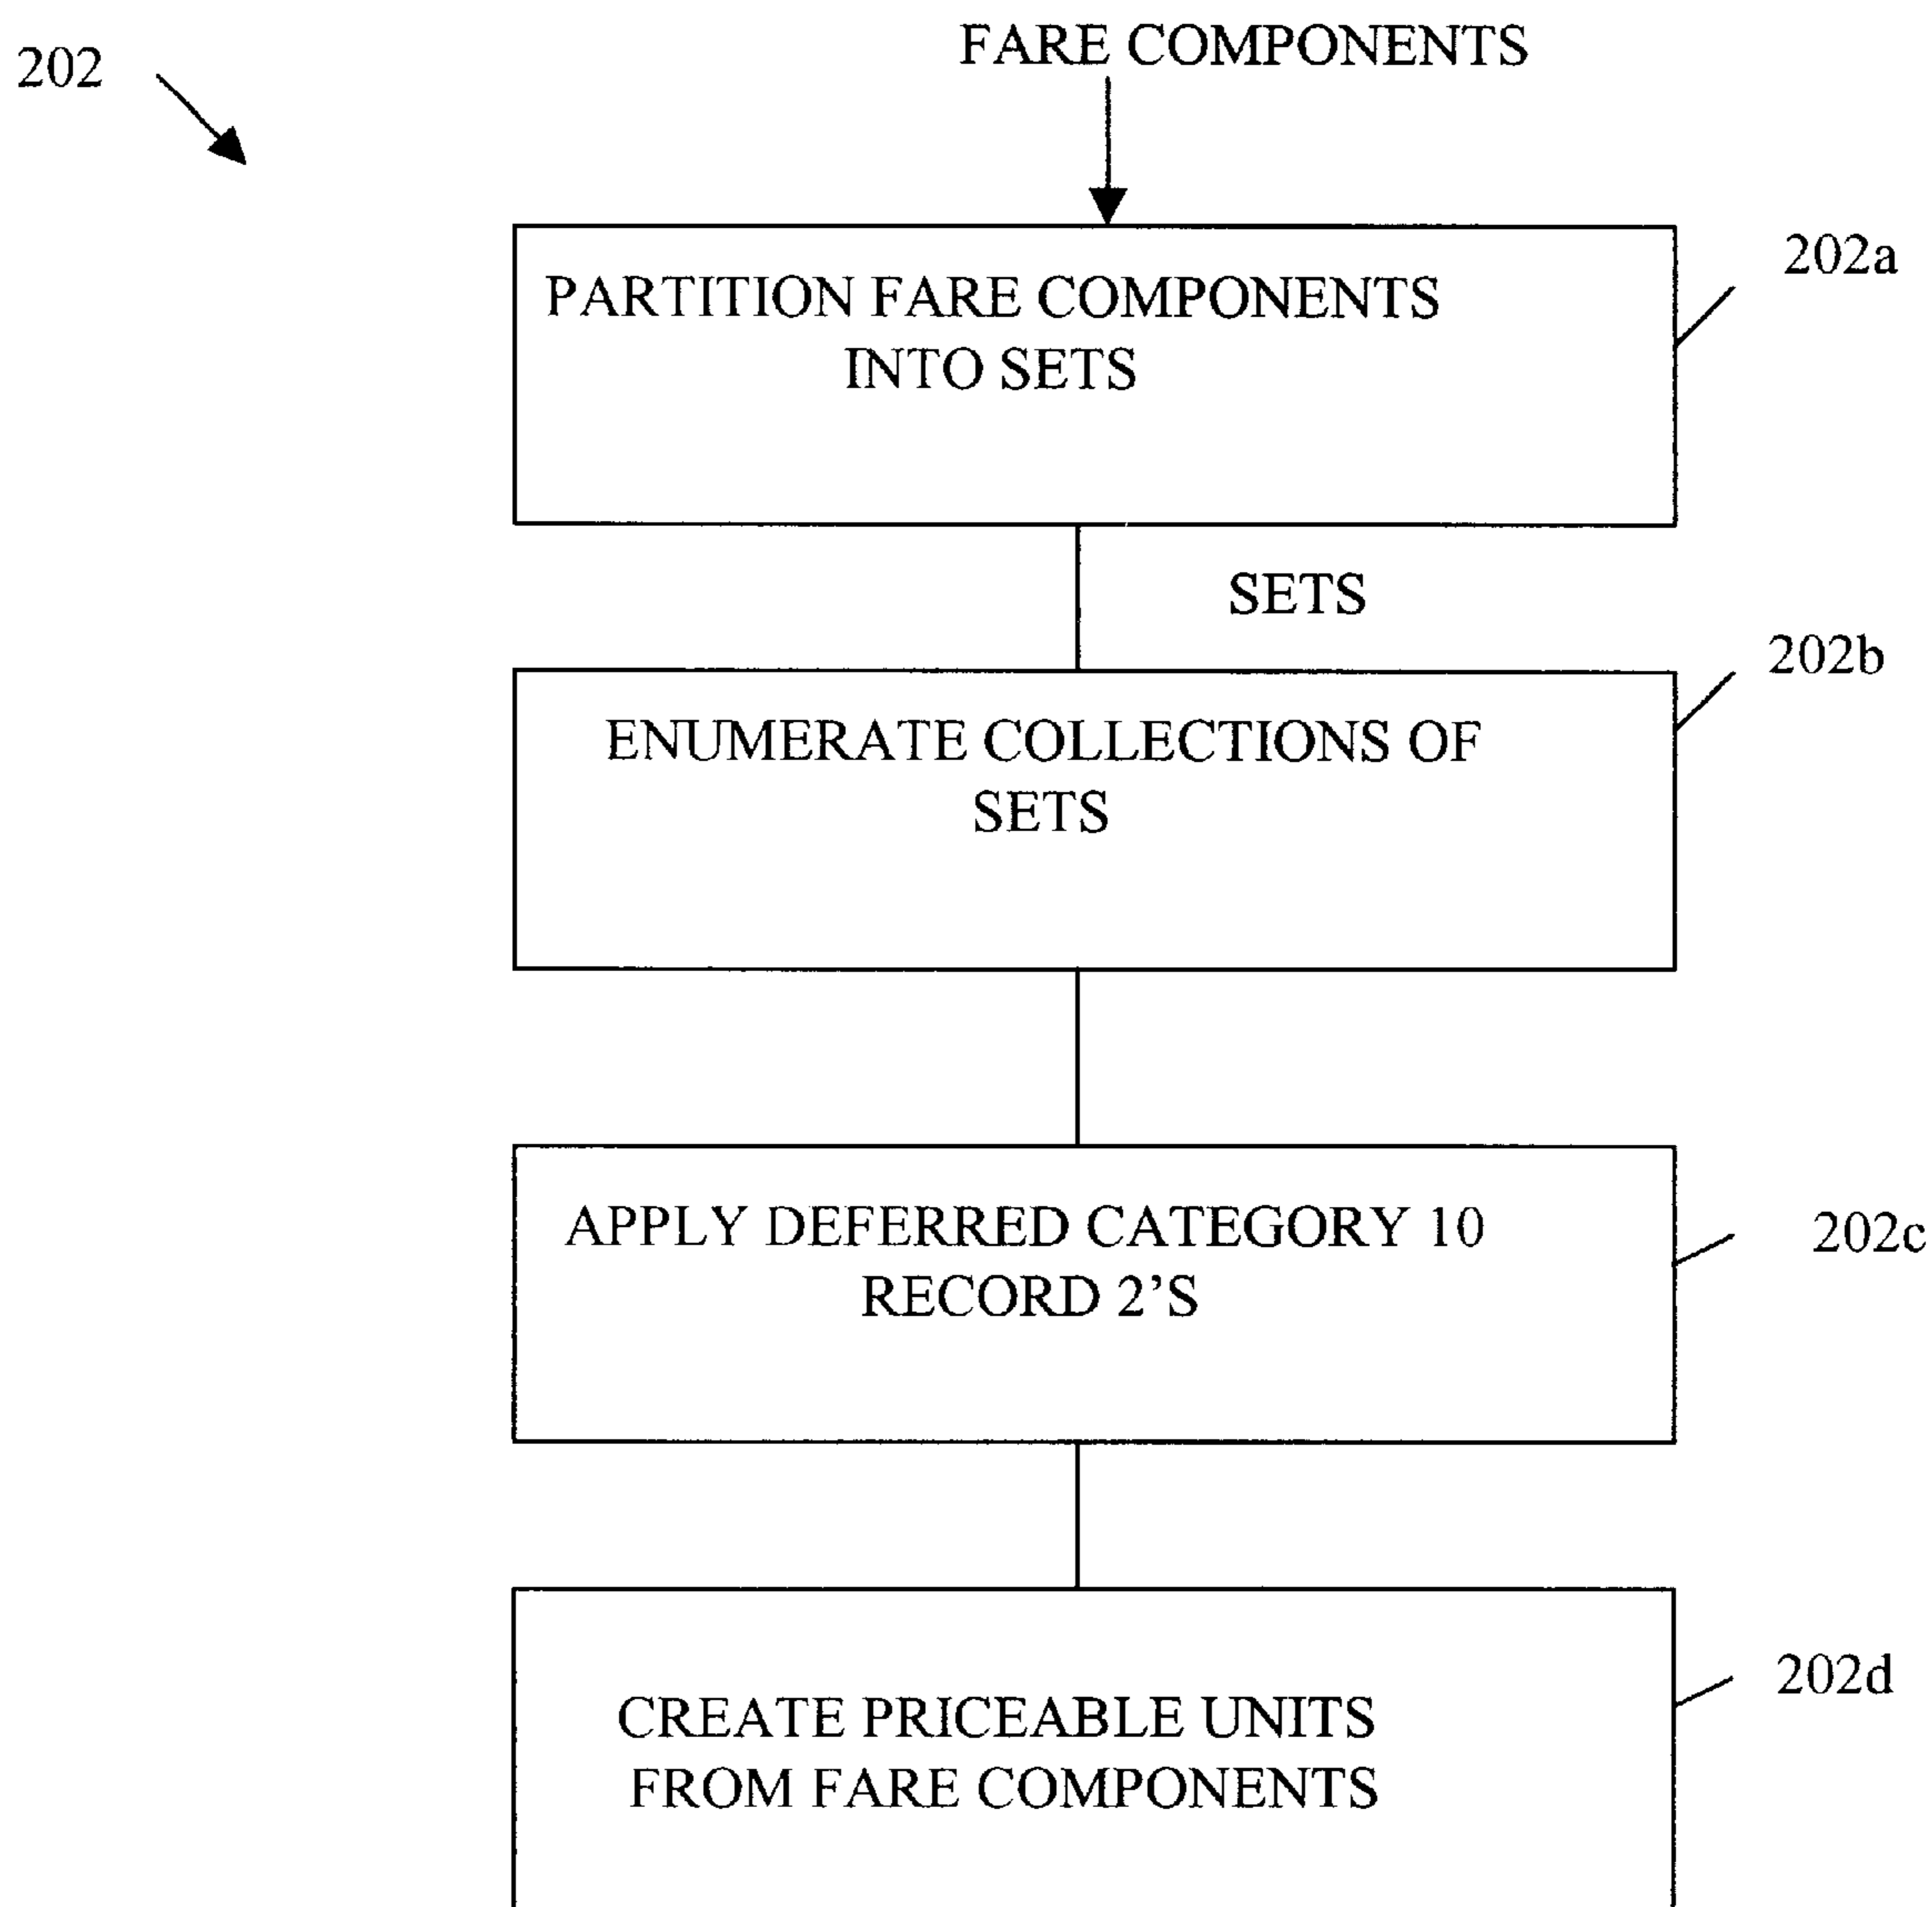 202
FARE COMPONENTS
202a
PARTITION FARE COMPONENTS
INTO SETS
SETS
202b
ENUMERATE COLLECTIONS OF
SETS
202c
APPLY DEFERRED CATEGORY 10
RECORD 2’S
202d
CREATE PRICEABLE UNITS
FROM FARE COMPONENTS